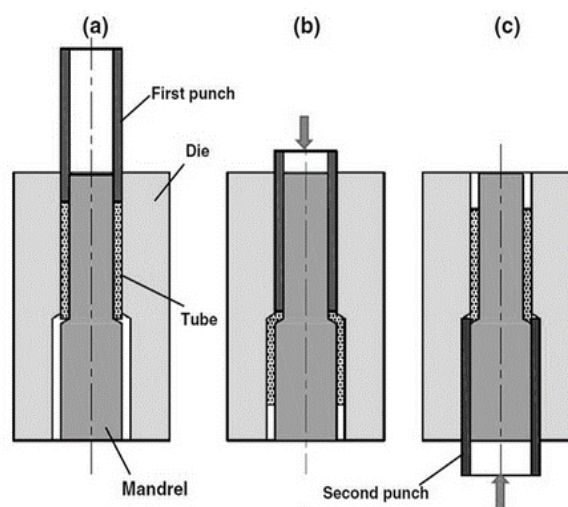 (a)
(b)
(c)
First punch
Die
Tube
Mandrel
Second punch